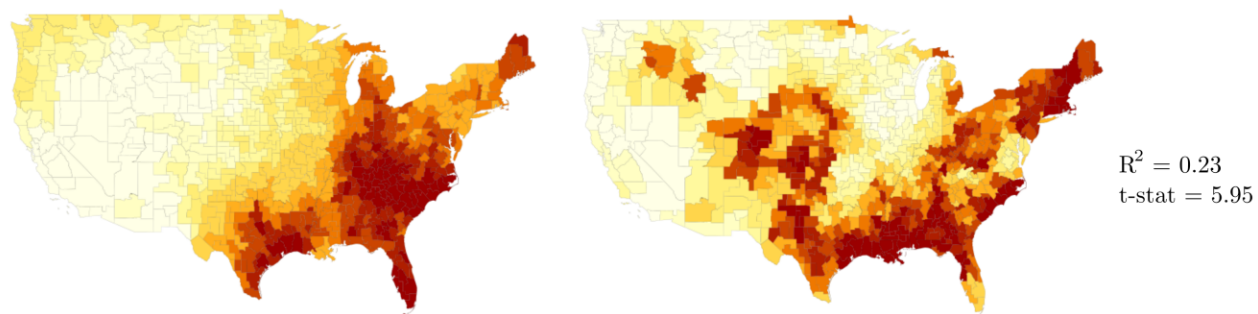 R² = 0.23
t-stat = 5.95